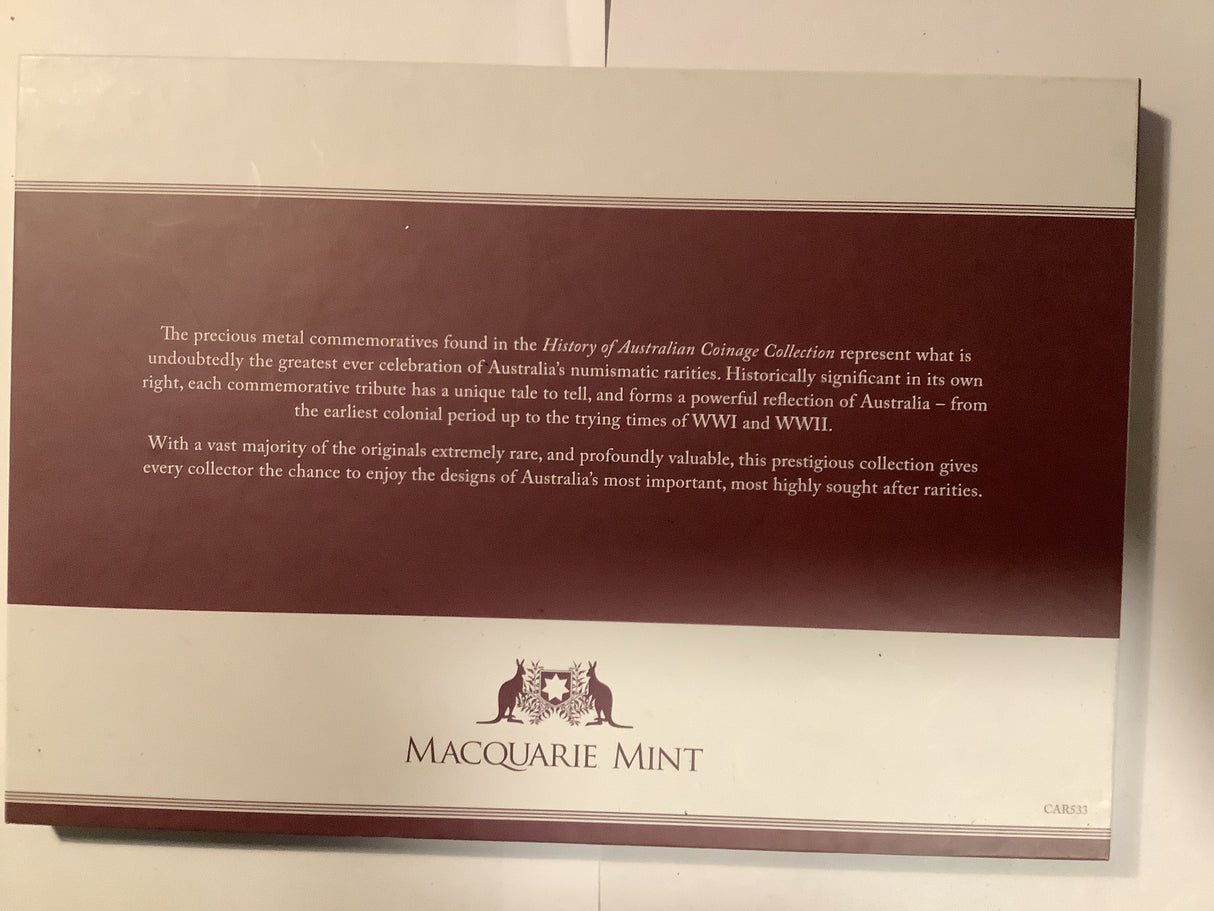 The precious metal commemoratives found in the History of Australian Coinage Collection represent what is
undoubtedly the greatest ever celebration of Australia's numismatic rarities. Historically significant in its own
right, each commemorative tribute has a unique tale to tell, and forms a powerful reflection of Australia – from
the earliest colonial period up to the trying times of WWI and WWII.
With a vast majority of the originals extremely rare, and profoundly valuable, this prestigious collection gives
every collector the chance to enjoy the designs of Australia's most important, most highly sought after rarities.
MACQUARIE MINT
CAR533